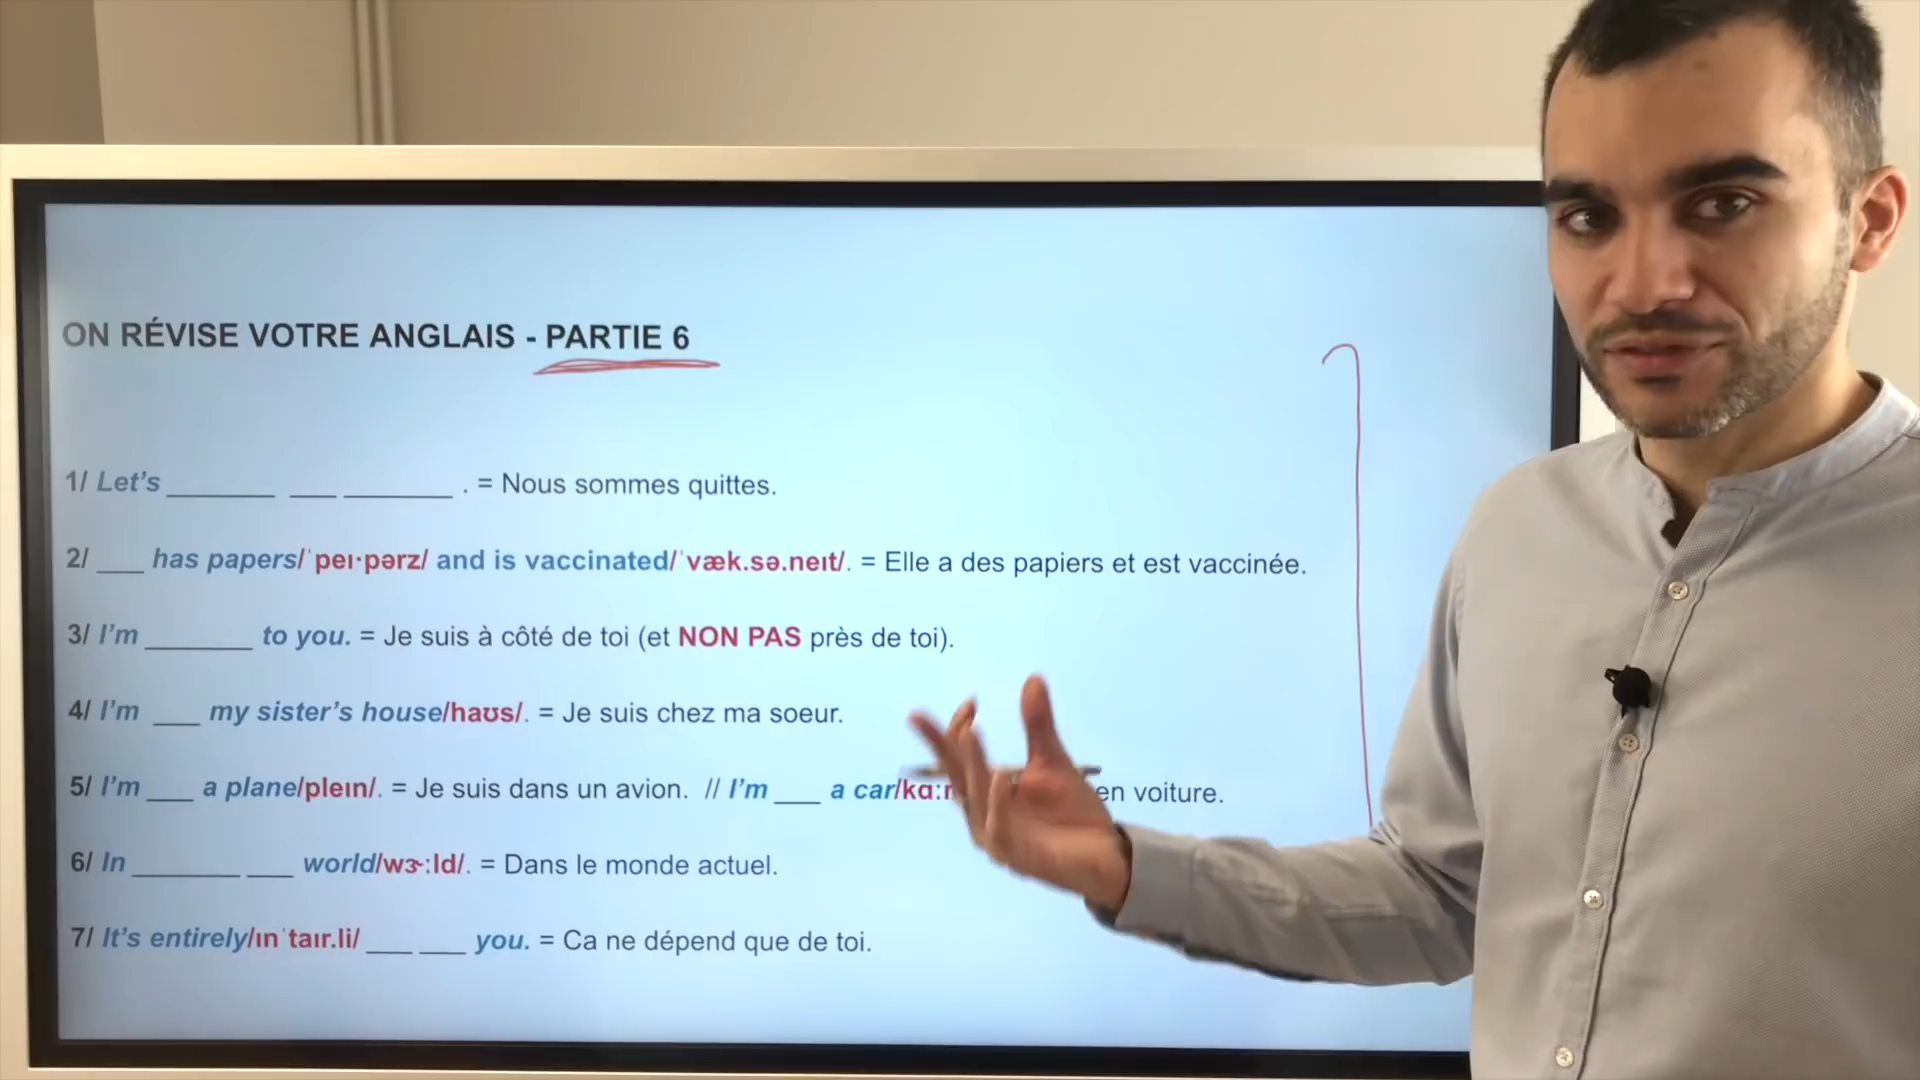 ON RÉVISE VOTRE ANGLAIS - PARTIE 6
1/ Let's _______ ___ _______ . = Nous sommes quittes.
2/ ___ has papers/ˈpeɪ·pərz/ and is vaccinated/ˈvæk.sə.neɪt/. = Elle a des papiers et est vaccinée.
3/ I'm _______ to you. = Je suis à côté de toi (et NON PAS près de toi).
4/ I'm ___ my sister's house/haʊs/. = Je suis chez ma soeur.
5/ I'm ___ a plane/pleɪn/. = Je suis dans un avion. // I'm ___ a car/kɑːr en voiture.
6/ In _______ ___ world/wɝːld/. = Dans le monde actuel.
7/ It's entirely/ɪnˈtaɪr.li/ ___ ___ you. = Ca ne dépend que de toi.